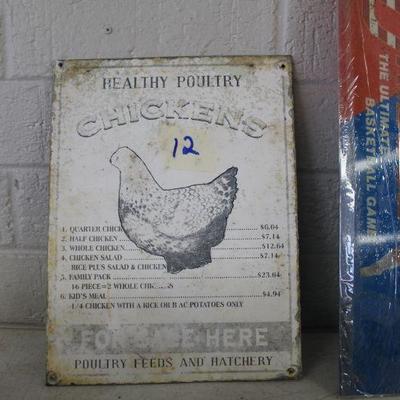 HEALTHY POULTRY
CHICKENS
12
1. QUARTER CHICK $6.04
2. HALF CHICKEN $7.14
3. WHOLE CHICKEN $12.64
4. CHICKEN SALAD $7.14
RICE PLUS SALAD & CHICKEN
5. FAMILY PACK $23.64
16 PIECE=2 WHOLE
6. KID'S MEAL $4.94
1/4 CHICKEN WITH A RICE OR B AC POTATOES ONLY
FOR HERE
POULTRY FEEDS AND HATCHERY
THE ULTIMATE
BASKETBALL GAME